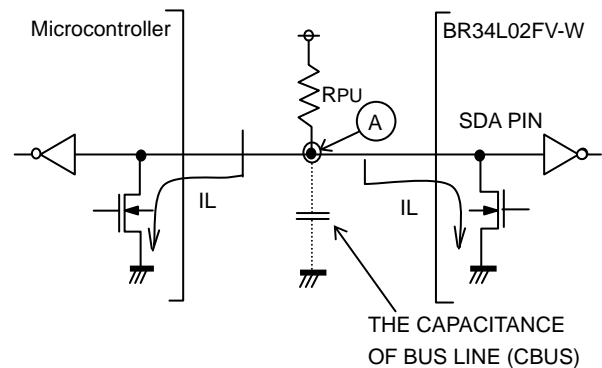 Microcontroller
BR34L02FV-W
RPU
A
SDA PIN
IL
IL
THE CAPACITANCE
OF BUS LINE (CBUS)